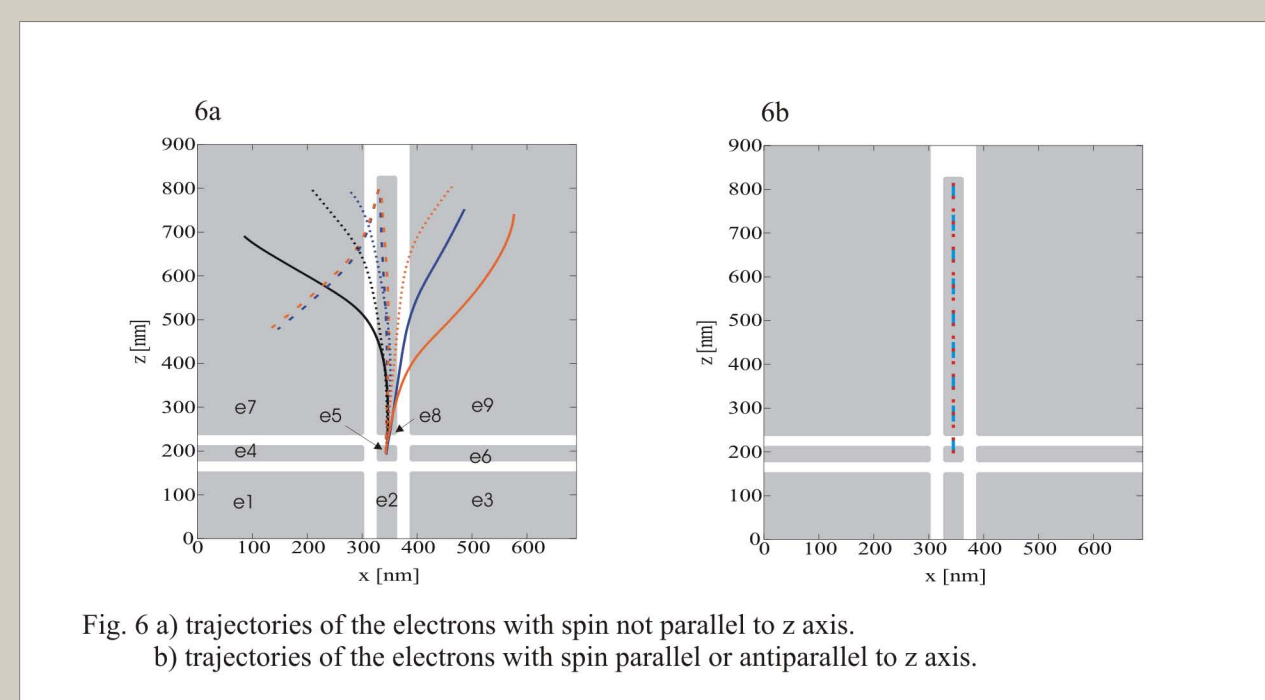 6a
6b
900
800
700
600
500
400
300
200
100
0
z [nm]
e7
e5
e8
e9
e4
e6
e1
e2
e3
0 100 200 300 400 500 600
x [nm]
900
800
700
600
500
400
300
200
100
0
z [nm]
0 100 200 300 400 500 600
x [nm]
Fig. 6 a) trajectories of the electrons with spin not parallel to z axis.
b) trajectories of the electrons with spin parallel or antiparallel to z axis.